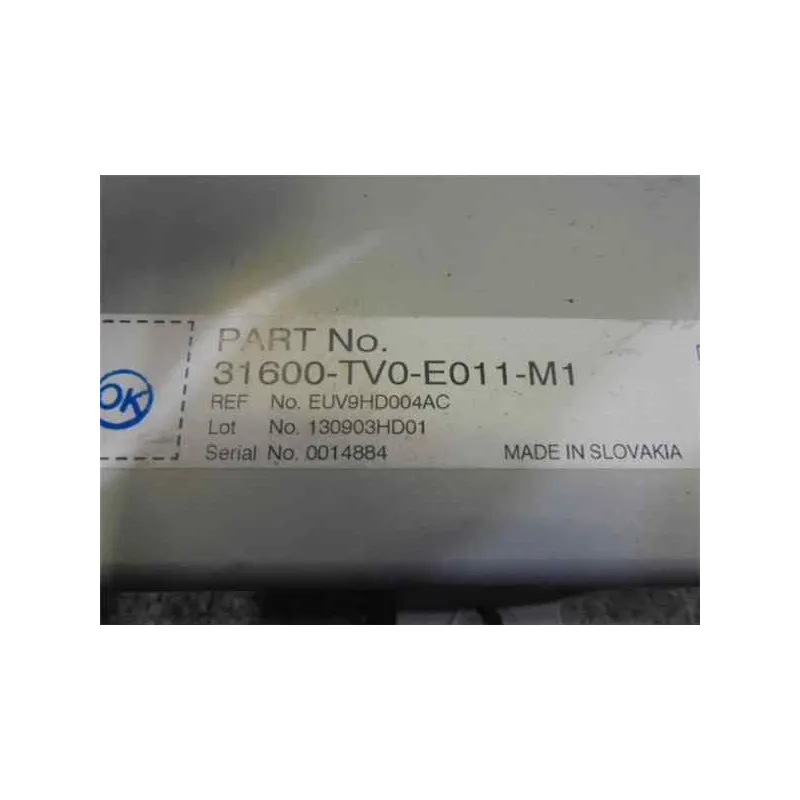 PART No.
31600-TV0-E011-M1
OK
REF No. EUV9HD004AC
Lot No. 130903HD01
Serial No. 0014884
MADE IN SLOVAKIA